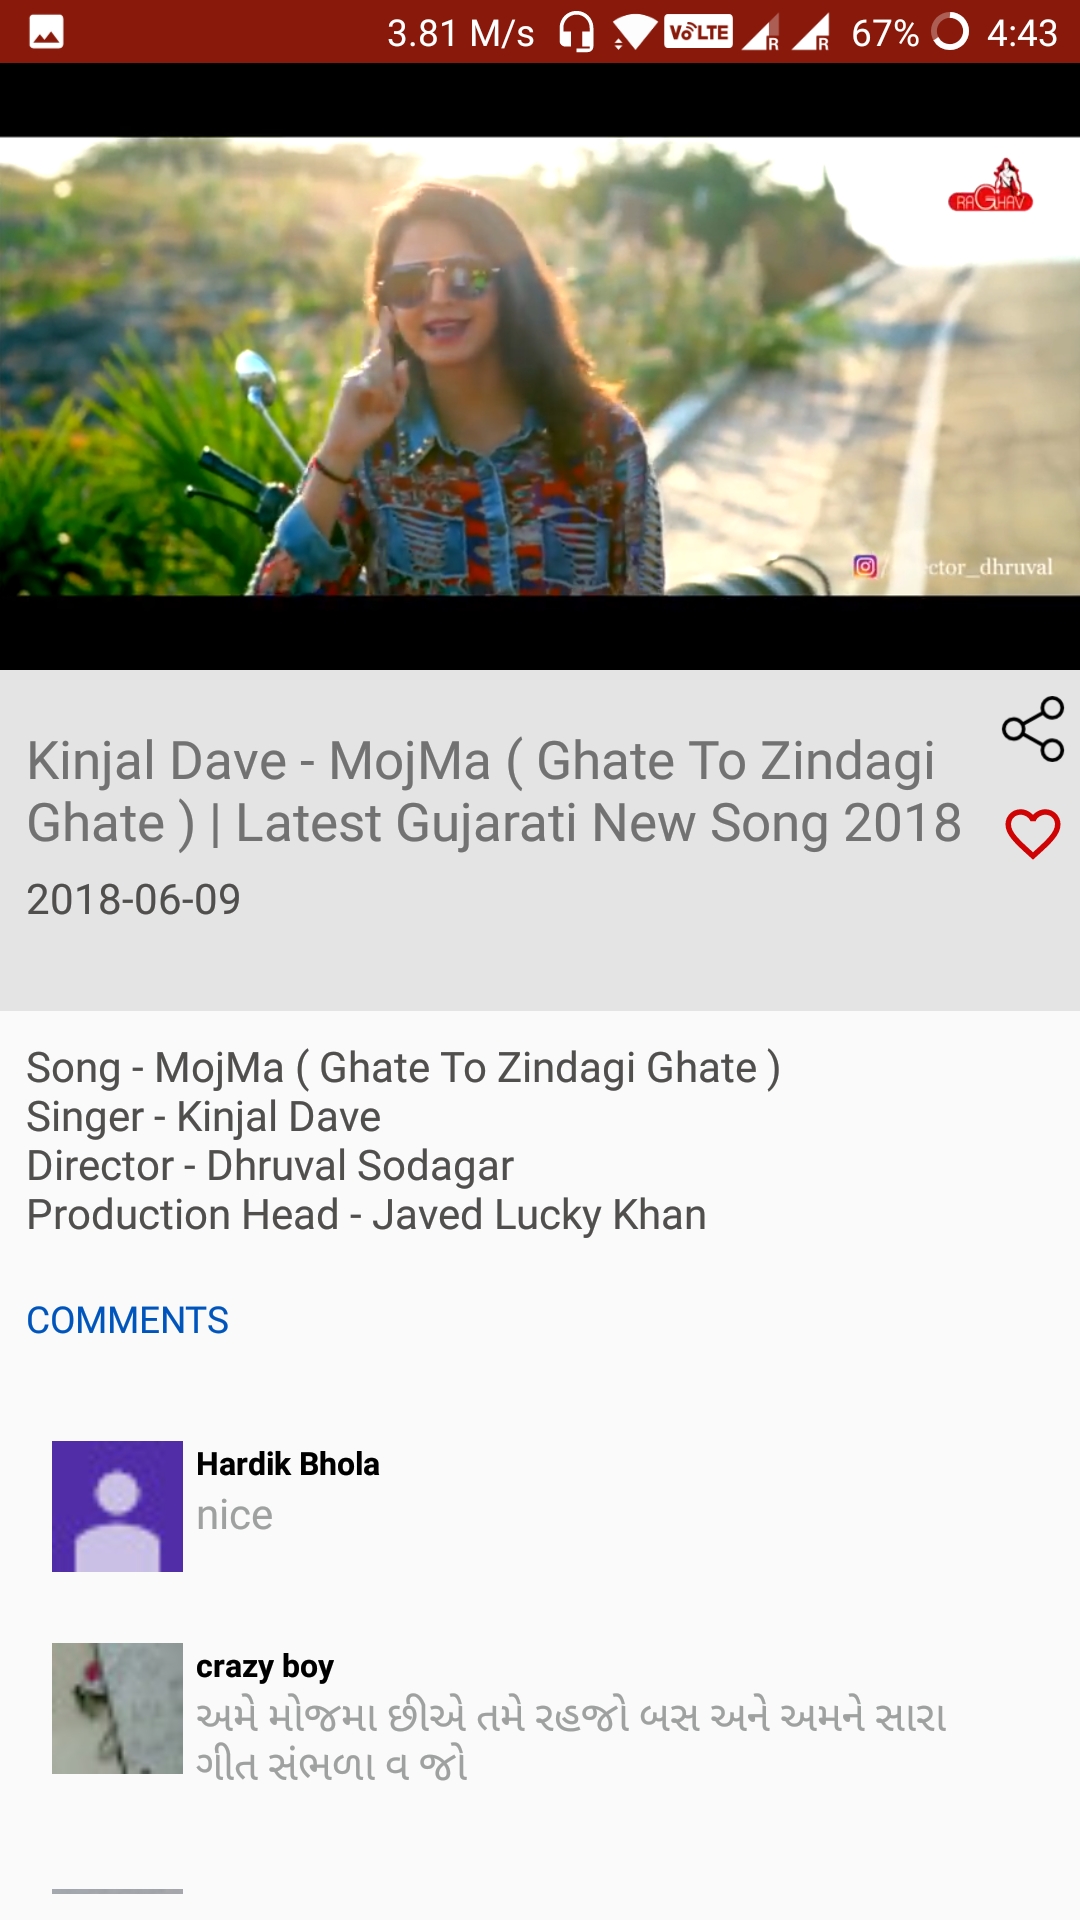 3.81 M/s VoLTE R R 67% 4:43
RAGHAV
ctor_dhruval
Kinjal Dave - MojMa ( Ghate To Zindagi
Ghate ) | Latest Gujarati New Song 2018
2018-06-09
Song - MojMa ( Ghate To Zindagi Ghate )
Singer - Kinjal Dave
Director - Dhruval Sodagar
Production Head - Javed Lucky Khan
COMMENTS
Hardik Bhola
nice
crazy boy
અમે મોજમા છીએ તમે રહજો બસ અને અમને સારા
ગીત સંભળા વ જો